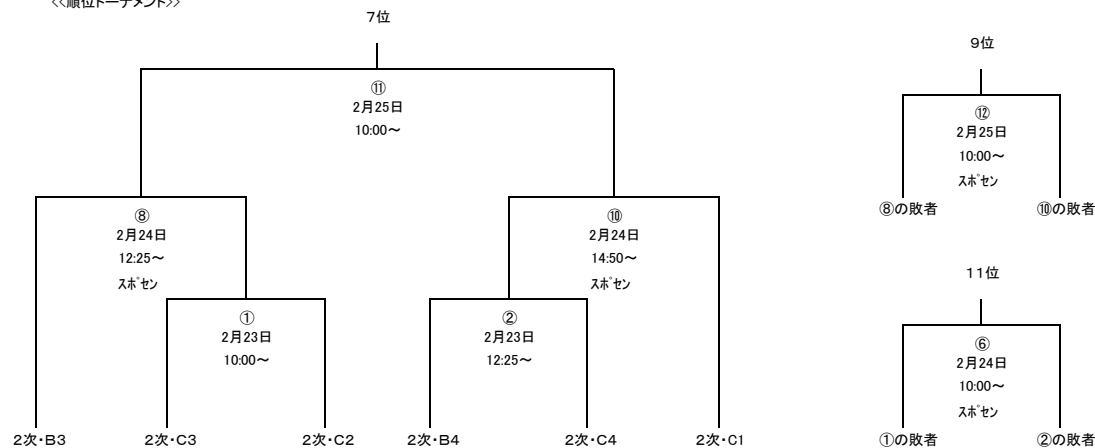 <<順位トーナメント>>
7位
⑪
2月25日
10:00～
⑧
2月24日
12:25～
ｽﾎﾟｾﾝ
⑩
2月24日
14:50～
ｽﾎﾟｾﾝ
①
2月23日
10:00～
②
2月23日
12:25～
2次・B3
2次・C3
2次・C2
2次・B4
2次・C4
2次・C1
9位
⑫
2月25日
10:00～
ｽﾎﾟｾﾝ
⑧の敗者
⑩の敗者
11位
⑥
2月24日
10:00～
ｽﾎﾟｾﾝ
①の敗者
②の敗者